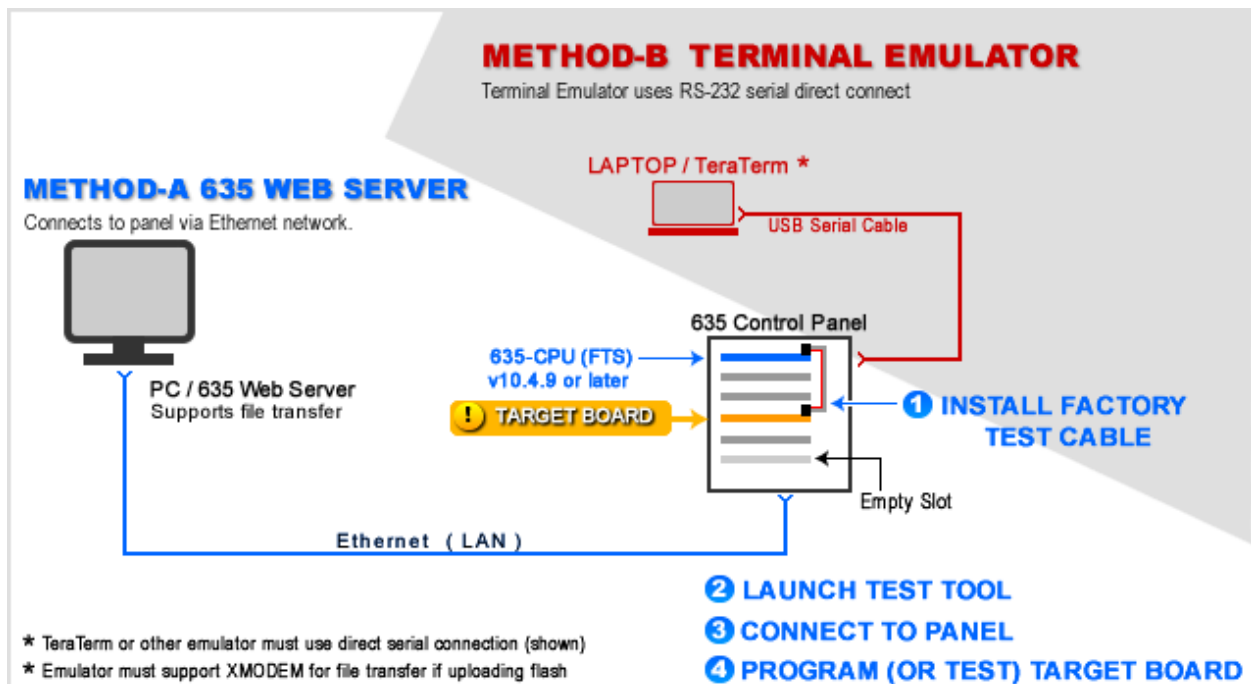 METHOD-B TERMINAL EMULATOR
Terminal Emulator uses RS-232 serial direct connect
LAPTOP / TeraTerm *
USB Serial Cable
METHOD-A 635 WEB SERVER
Connects to panel via Ethernet network.
PC / 635 Web Server
Supports file transfer
635 Control Panel
635-CPU (FTS)
v10.4.9 or later
! TARGET BOARD
1 INSTALL FACTORY
TEST CABLE
Empty Slot
Ethernet ( LAN )
2 LAUNCH TEST TOOL
3 CONNECT TO PANEL
4 PROGRAM (OR TEST) TARGET BOARD
* TeraTerm or other emulator must use direct serial connection (shown)
* Emulator must support XMODEM for file transfer if uploading flash